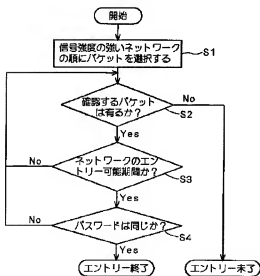 開始
信号強度の強いネットワーク
の順にパケットを選択する
S1
確認するパケット
は有るか?
No
S2
Yes
No
ネットワークのエント
リー可能期間か?
S3
Yes
No
パスワードは同じか?
S4
Yes
エントリー終了
エントリー未了